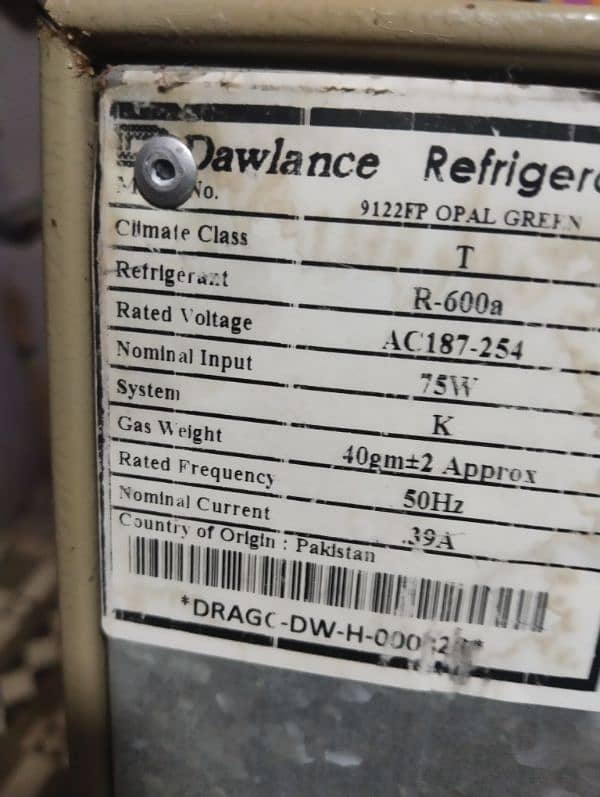 Dawlance Refriger
No. 9122FP OPAL GREEN
Climate Class T
Refrigerant R-600a
Rated Voltage AC187-254
Nominal Input 75W
System K
Gas Weight 40gm±2 Approx
Rated Frequency 50Hz
Nominal Current .39A
Country of Origin : Pakistan